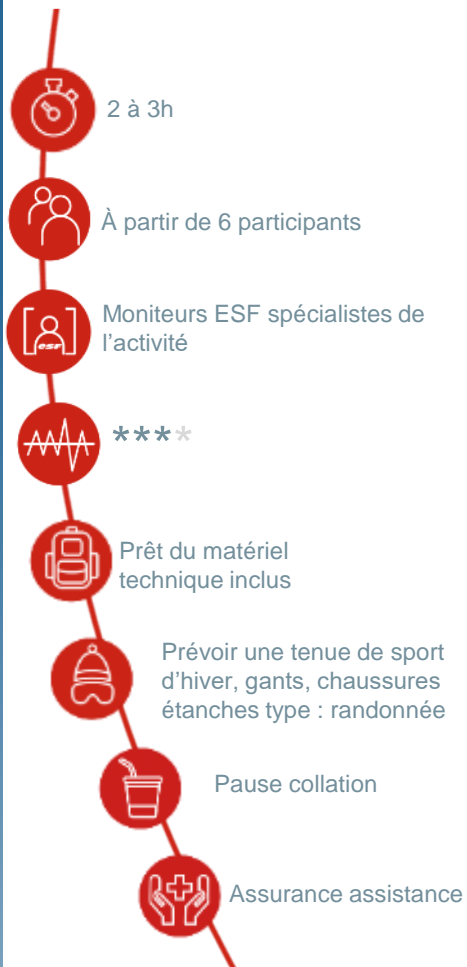 2 à 3h
À partir de 6 participants
Moniteurs ESF spécialistes de
l’activité
esf
****
Prêt du matériel
technique inclus
Prévoir une tenue de sport
d’hiver, gants, chaussures
étanches type : randonnée
Pause collation
Assurance assistance